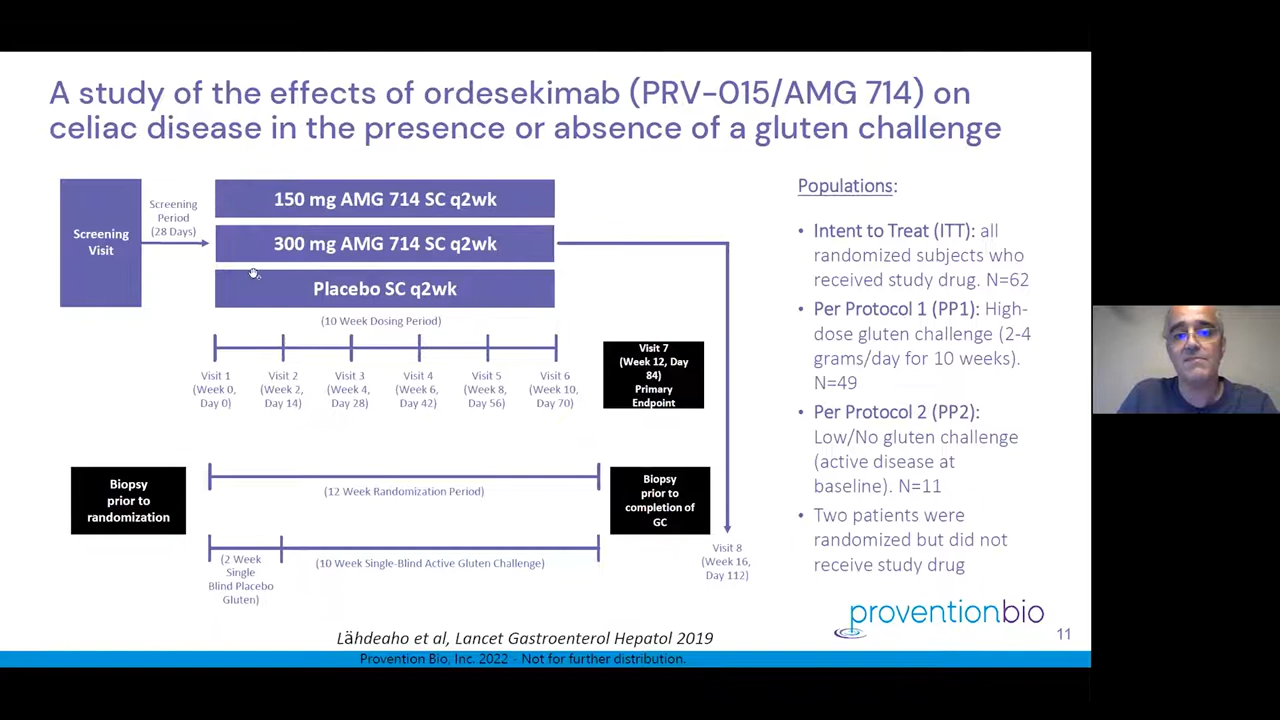 A study of the effects of ordesekimab (PRV-015/AMG 714) on
celiac disease in the presence or absence of a gluten challenge
Screening
Visit
Screening
Period
(28 Days)
150 mg AMG 714 SC q2wk
300 mg AMG 714 SC q2wk
Placebo SC q2wk
(10 Week Dosing Period)
Visit 1
(Week 0,
Day 0)
Visit 2
(Week 2,
Day 14)
Visit 3
(Week 4,
Day 28)
Visit 4
(Week 6,
Day 42)
Visit 5
(Week 8,
Day 56)
Visit 6
(Week 10,
Day 70)
Visit 7
(Week 12, Day
84)
Primary
Endpoint
Biopsy
prior to
randomization
(12 Week Randomization Period)
Biopsy
prior to
completion of
GC
(2 Week
Single
Blind Placebo
Gluten)
(10 Week Single-Blind Active Gluten Challenge)
Visit 8
(Week 16,
Day 112)
Populations:
• Intent to Treat (ITT): all
randomized subjects who
received study drug. N=62
• Per Protocol 1 (PP1): High-
dose gluten challenge (2-4
grams/day for 10 weeks).
N=49
• Per Protocol 2 (PP2):
Low/No gluten challenge
(active disease at
baseline). N=11
• Two patients were
randomized but did not
receive study drug
proventionbio
11
Lähdeaho et al, Lancet Gastroenterol Hepatol 2019
Provention Bio, Inc. 2022 - Not for further distribution.